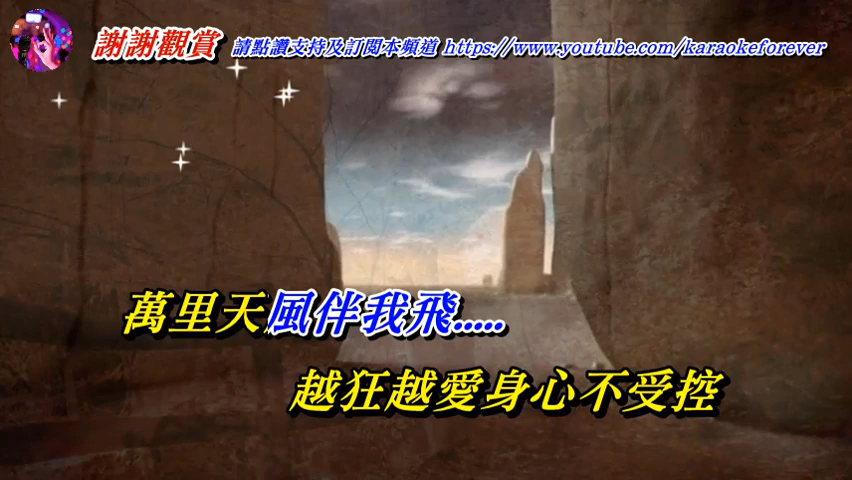 謝謝觀賞 請點讚支持及訂閱本頻道 https://www.youtube.com/karaokeforever
萬里天風伴我飛.....
越狂越愛身心不受控